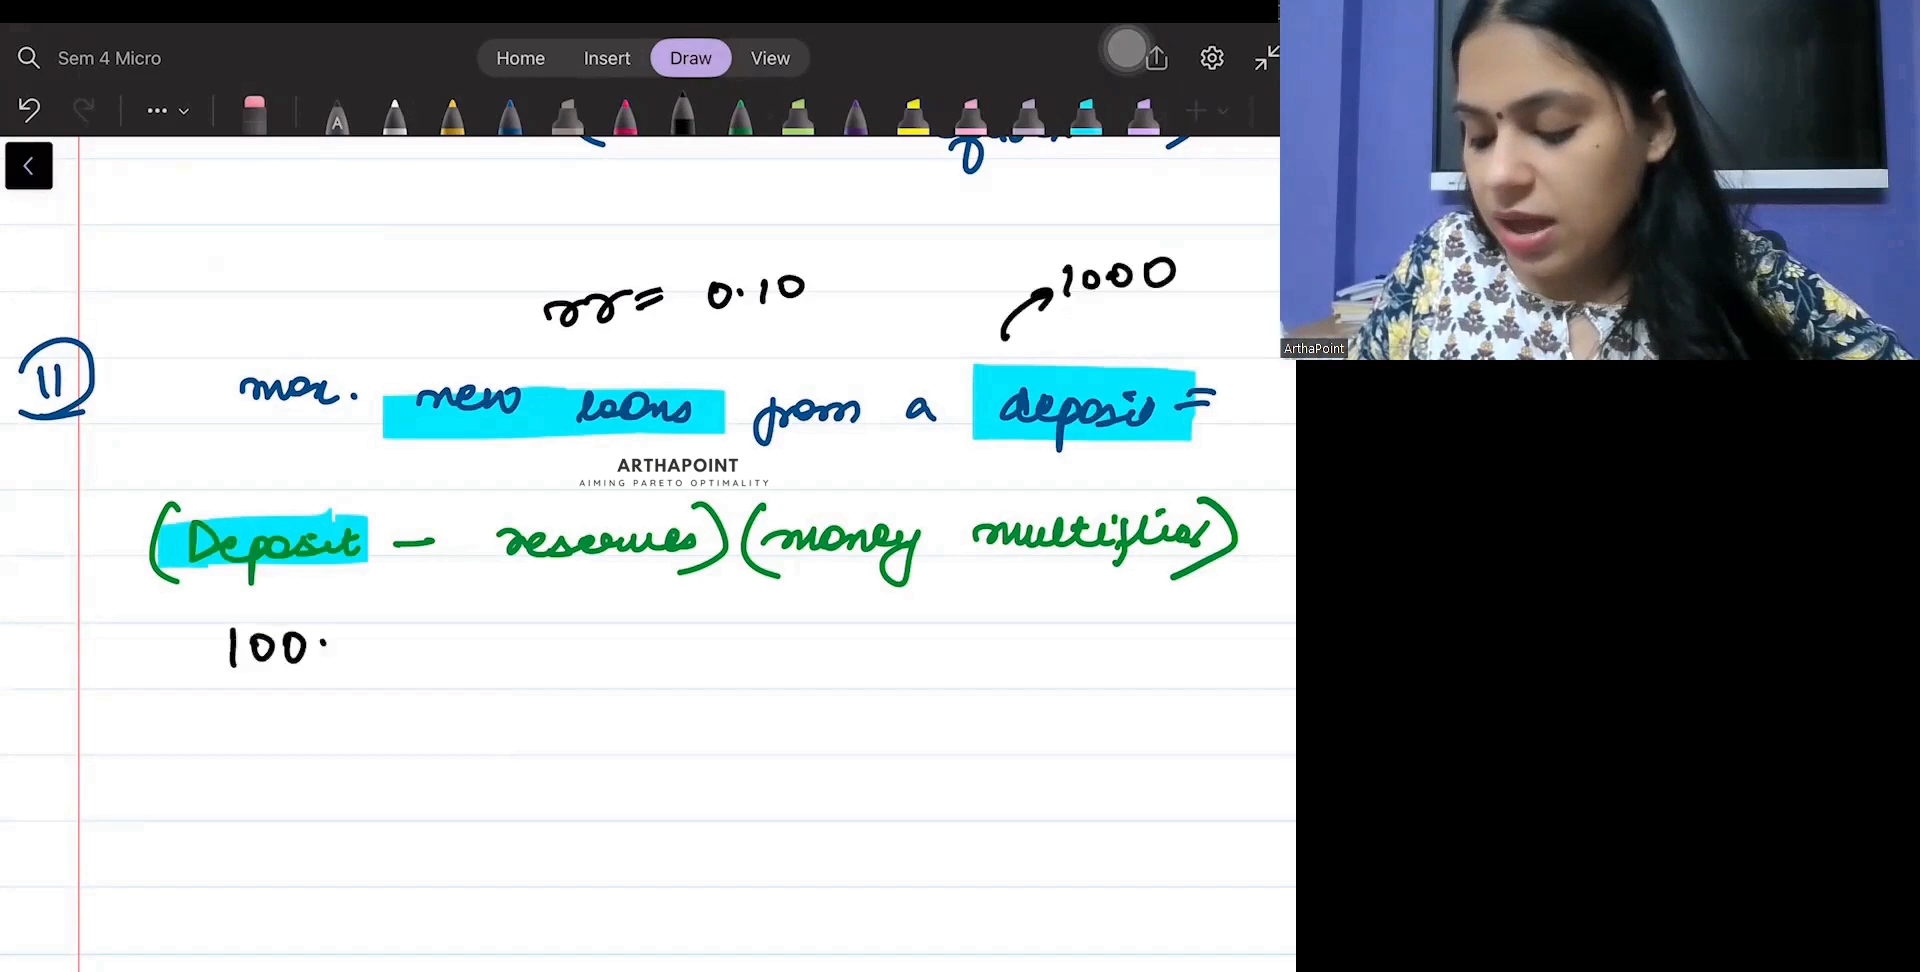 Sem 4 Micro
Home Insert Draw View
A
rr = 0.10
1000
11
max. new loans from a deposit =
ARTHAPOINT
AIMING PARETO OPTIMALITY
(Deposit - reserves) (money multiplier)
100.
ArthaPoint